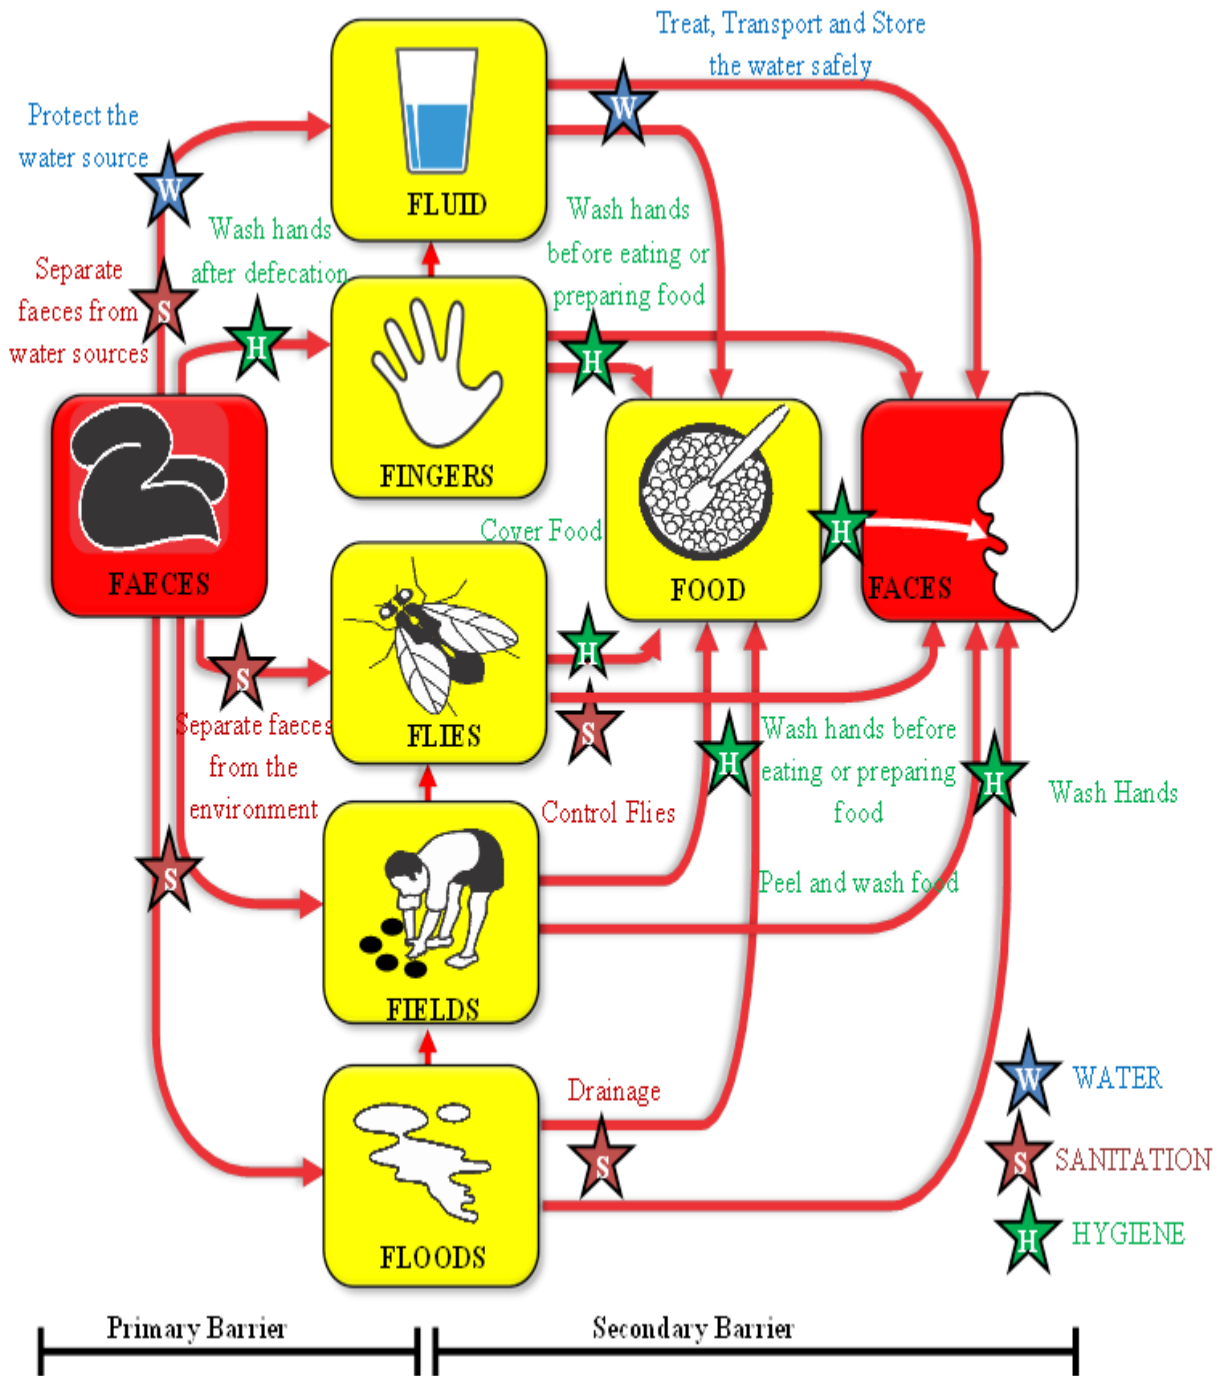 Treat, Transport and Store
the water safely
W
Protect the
water source
W
FLUID
Wash hands
after defecation
Wash hands
before eating or
preparing food
Separate
faeces from
water sources
S
H
H
FINGERS
FAECES
Cover Food
FOOD
H
FACES
H
S
FLIES
S
Separate faeces
from the
environment
Control Flies
H
Wash hands before
eating or preparing
food
H
Wash Hands
S
Peel and wash food
FIELDS
Drainage
S
FLOODS
W WATER
S SANITATION
H HYGIENE
Primary Barrier
Secondary Barrier